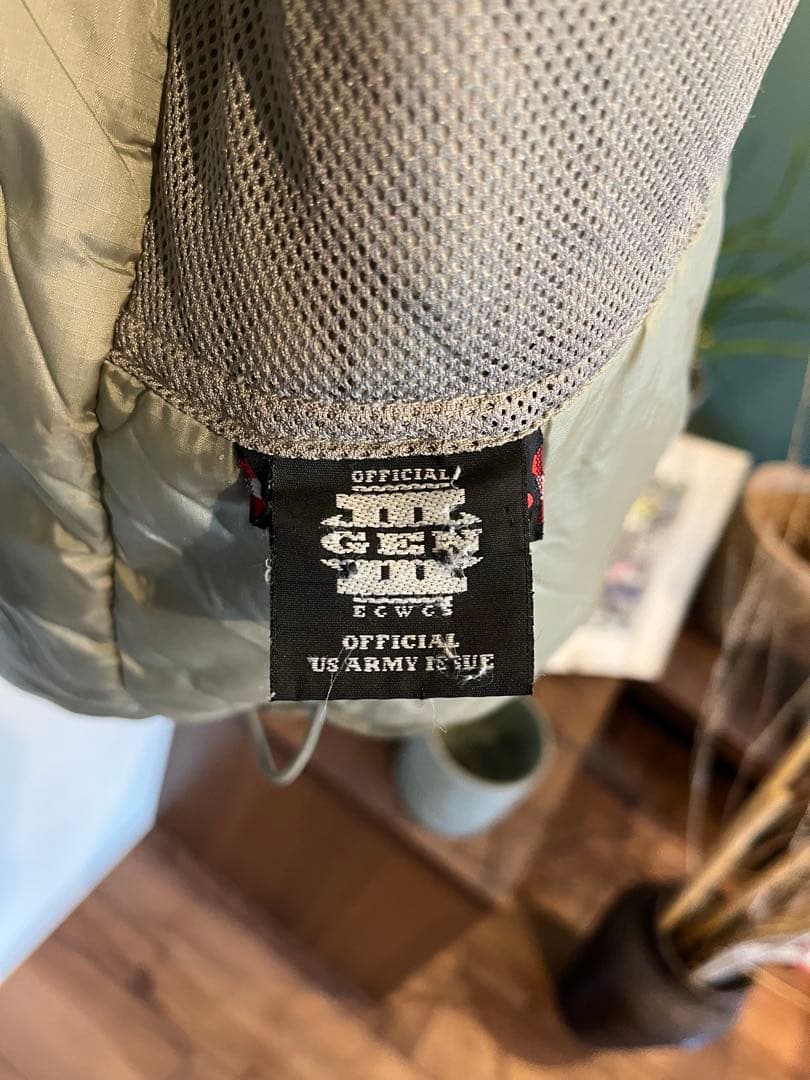 OFFICIAL
III
GEN
III
ECWCS
OFFICIAL
US ARMY ISSUE